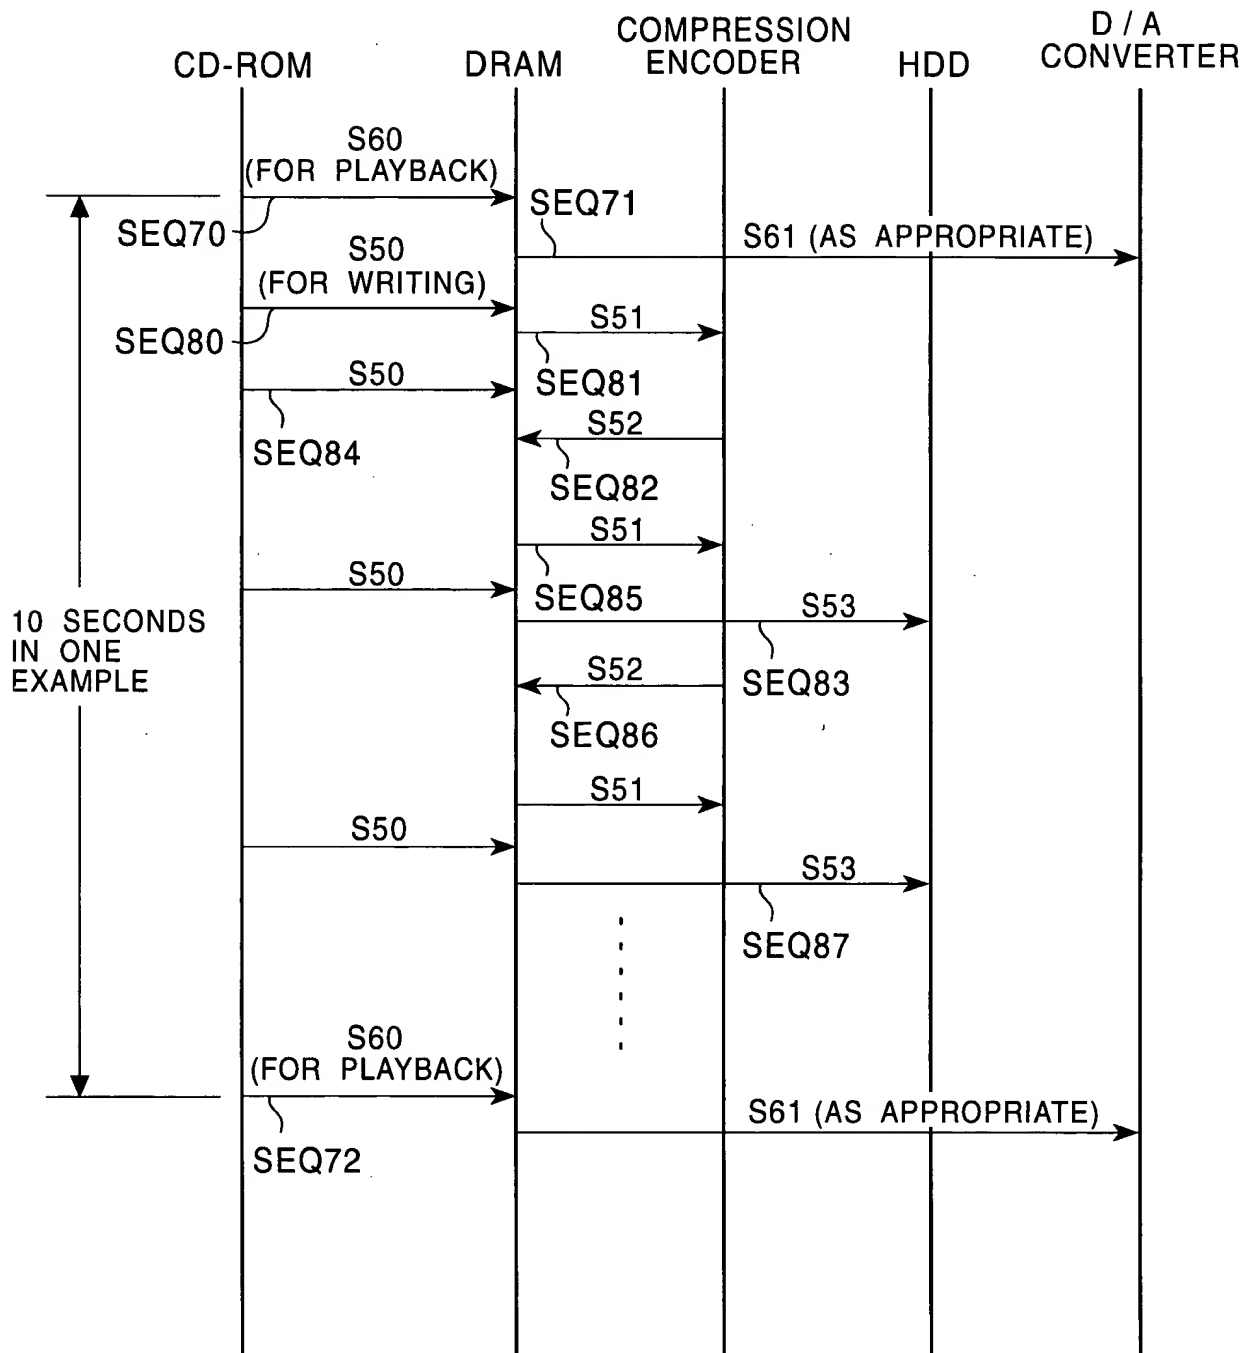 CD-ROM
DRAM
COMPRESSION
ENCODER
HDD
D / A
CONVERTER
S60
(FOR PLAYBACK)
SEQ70
SEQ71
S61 (AS APPROPRIATE)
S50
(FOR WRITING)
SEQ80
S51
SEQ81
S50
SEQ84
S52
SEQ82
S51
SEQ85
S50
S53
SEQ83
10 SECONDS
IN ONE
EXAMPLE
S52
SEQ86
S51
S50
S53
SEQ87
S60
(FOR PLAYBACK)
SEQ72
S61 (AS APPROPRIATE)